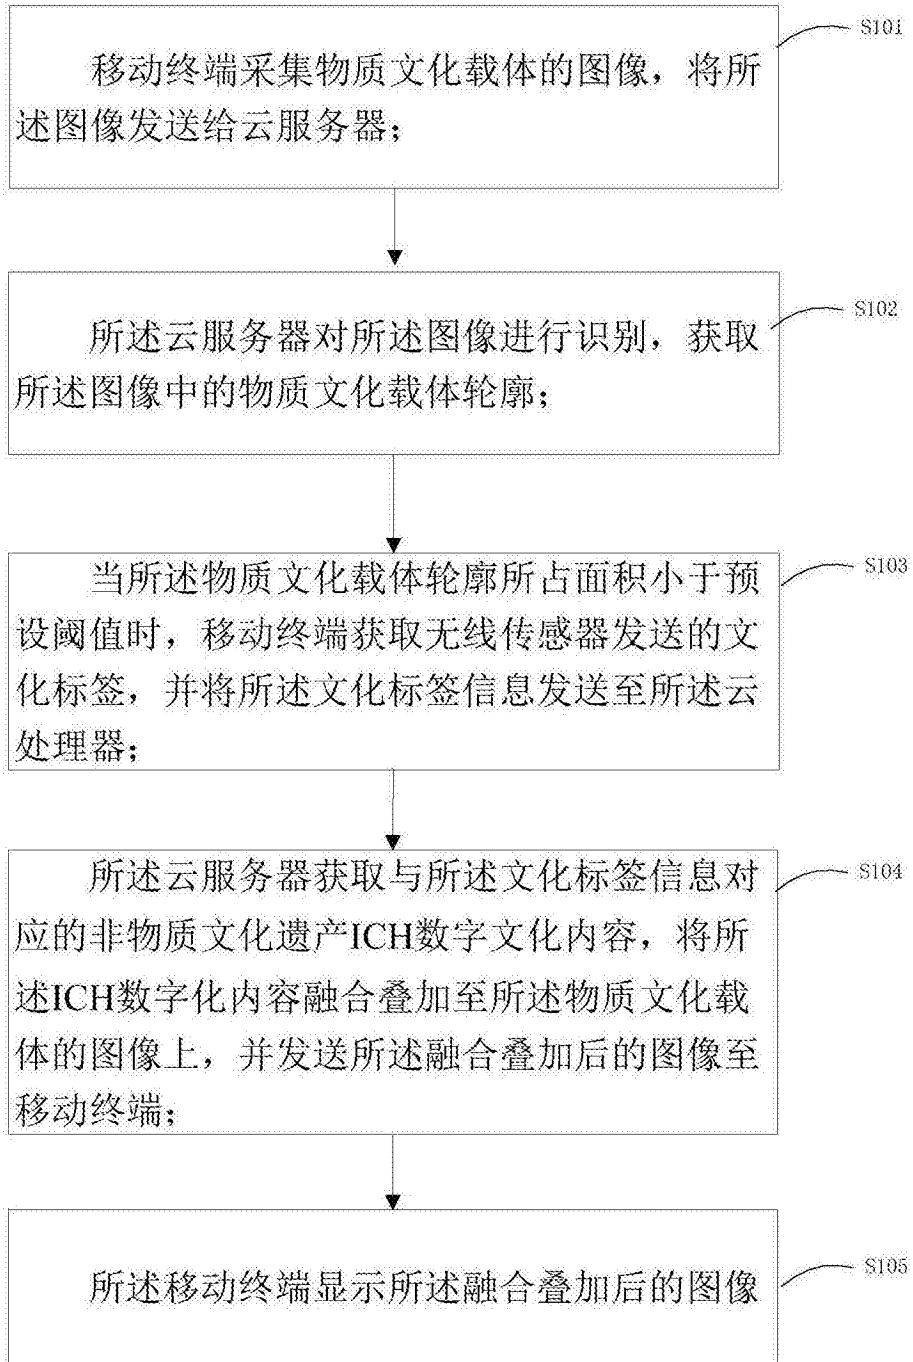 S101
移动终端采集物质文化载体的图像，将所
述图像发送给云服务器；
S102
所述云服务器对所述图像进行识别，获取
所述图像中的物质文化载体轮廓；
S103
当所述物质文化载体轮廓所占面积小于预
设阈值时，移动终端获取无线传感器发送的文
化标签，并将所述文化标签信息发送至所述云
处理器；
S104
所述云服务器获取与所述文化标签信息对
应的非物质文化遗产ICH数字文化内容，将所
述ICH数字化内容融合叠加至所述物质文化载
体的图像上，并发送所述融合叠加后的图像至
移动终端；
S105
所述移动终端显示所述融合叠加后的图像